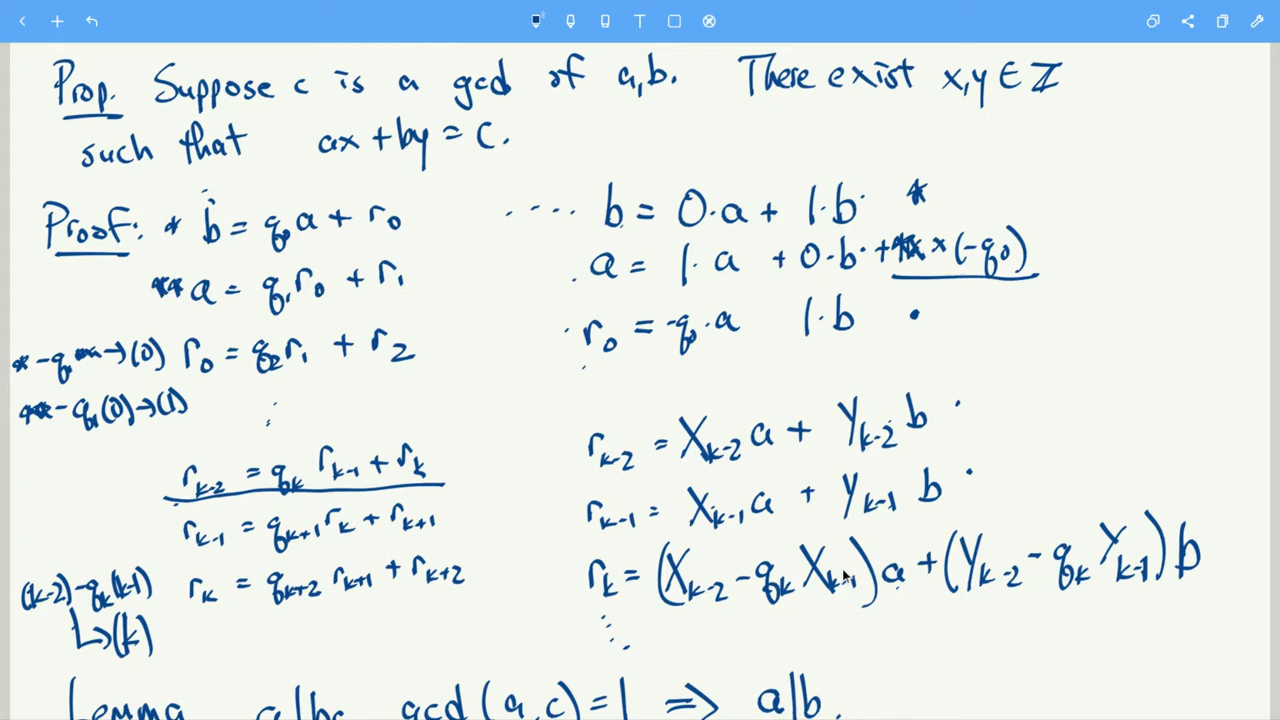 Prop. Suppose c is a gcd of a,b. There exist x,y ∈ ℤ
such that ax + by = c.
Proof: * b = q₀a + r₀ .... b = 0·a + 1·b *
** a = q₁r₀ + r₁ a = 1·a + 0·b + ** × (-q₀)
* -q₀** → (0) r₀ = q₂r₁ + r₂ r₀ = -q₀·a 1·b
** - q₁(0) → (1)
⋮
r_{k-2} = X_{k-2} a + Y_{k-2} b
r_{k-2} = q_k r_{k-1} + r_k
r_{k-1} = q_{k+1} r_k + r_{k+1} r_{k-1} = X_{k-1} a + Y_{k-1} b
(k-2) - q_k(k-1) r_k = q_{k+2} r_{k+1} + r_{k+2} r_k = (X_{k-2} - q_k X_{k-1}) a + (Y_{k-2} - q_k Y_{k-1}) b
↳ (k)
Lemma a|bc gcd(a,c) = 1 ⇒ a|b.